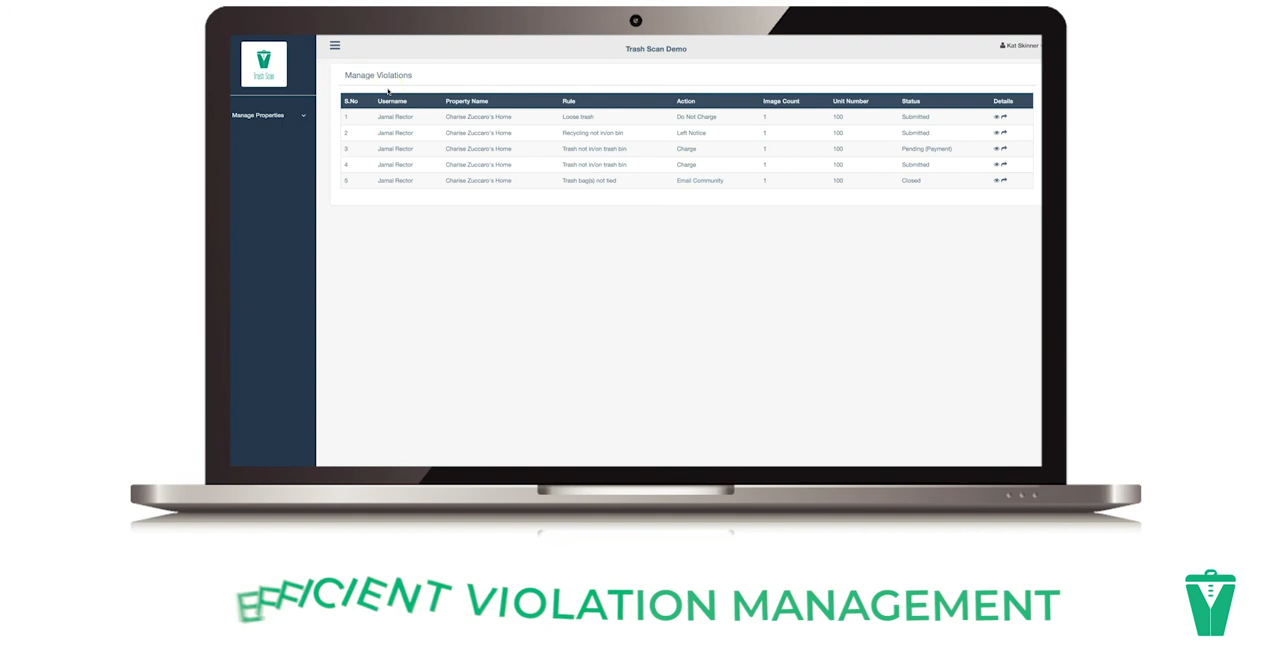 Trash Scan
Manage Properties
Trash Scan Demo
Kat Skinner
Manage Violations
S.No Username Property Name Rule Action Image Count Unit Number Status Details
1 Jamal Rector Charise Zuccaro's Home Loose trash Do Not Charge 1 100 Submitted
2 Jamal Rector Charise Zuccaro's Home Recycling not in/on bin Left Notice 1 100 Submitted
3 Jamal Rector Charise Zuccaro's Home Trash not in/on trash bin Charge 1 100 Pending (Payment)
4 Jamal Rector Charise Zuccaro's Home Trash not in/on trash bin Charge 1 100 Submitted
5 Jamal Rector Charise Zuccaro's Home Trash bag(s) not tied Email Community 1 100 Closed
EFFICIENT VIOLATION MANAGEMENT